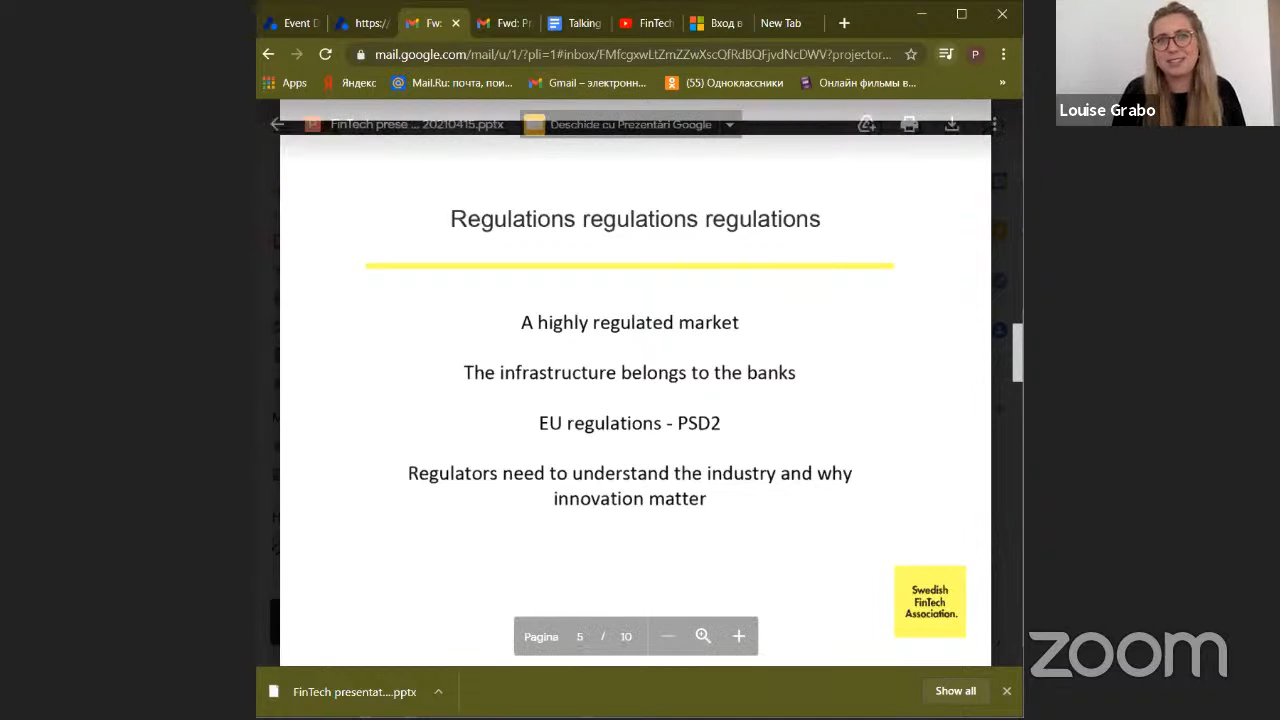 Event D
https:/
Fw:
Fwd: Pr
Talking
FinTech
Вход в
New Tab
mail.google.com/mail/u/1/?pli=1#inbox/FMfcgxwLtZmZZwXscQfRdBQFjvdNcDWV?projector...
P
Apps
Яндекс
Mail.Ru: почта, пои...
Gmail – электронн...
(55) Одноклассники
Онлайн фильмы в...
»
FinTech prese ... 20210415.pptx
Deschide cu Prezentări Google
Louise Grabo
Regulations regulations regulations
A highly regulated market
The infrastructure belongs to the banks
EU regulations - PSD2
Regulators need to understand the industry and why
innovation matter
Swedish
FinTech
Association.
Pagina 5 / 10
FinTech presentat....pptx
Show all
zoom